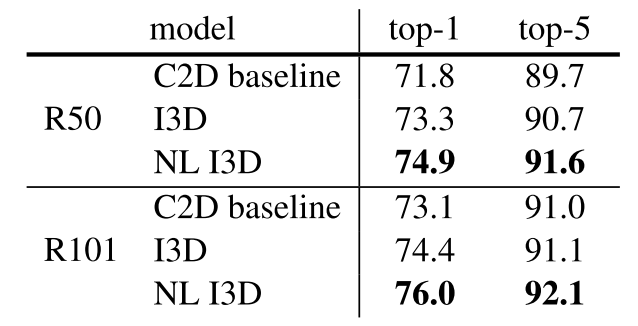 model top-1 top-5
C2D baseline 71.8 89.7
R50 I3D 73.3 90.7
NL I3D 74.9 91.6
C2D baseline 73.1 91.0
R101 I3D 74.4 91.1
NL I3D 76.0 92.1